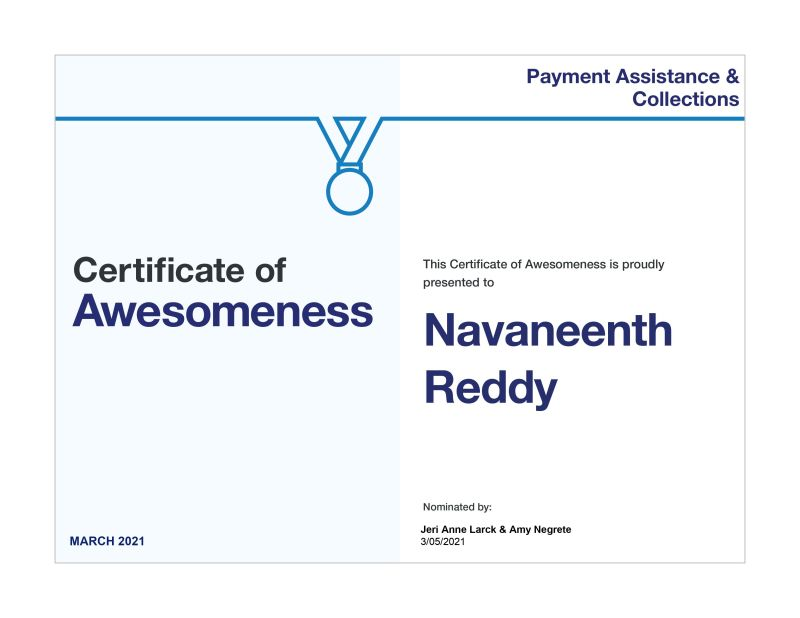 Payment Assistance &
Collections
Certificate of
Awesomeness
This Certificate of Awesomeness is proudly
presented to
Navaneenth
Reddy
Nominated by:
Jeri Anne Larck & Amy Negrete
3/05/2021
MARCH 2021